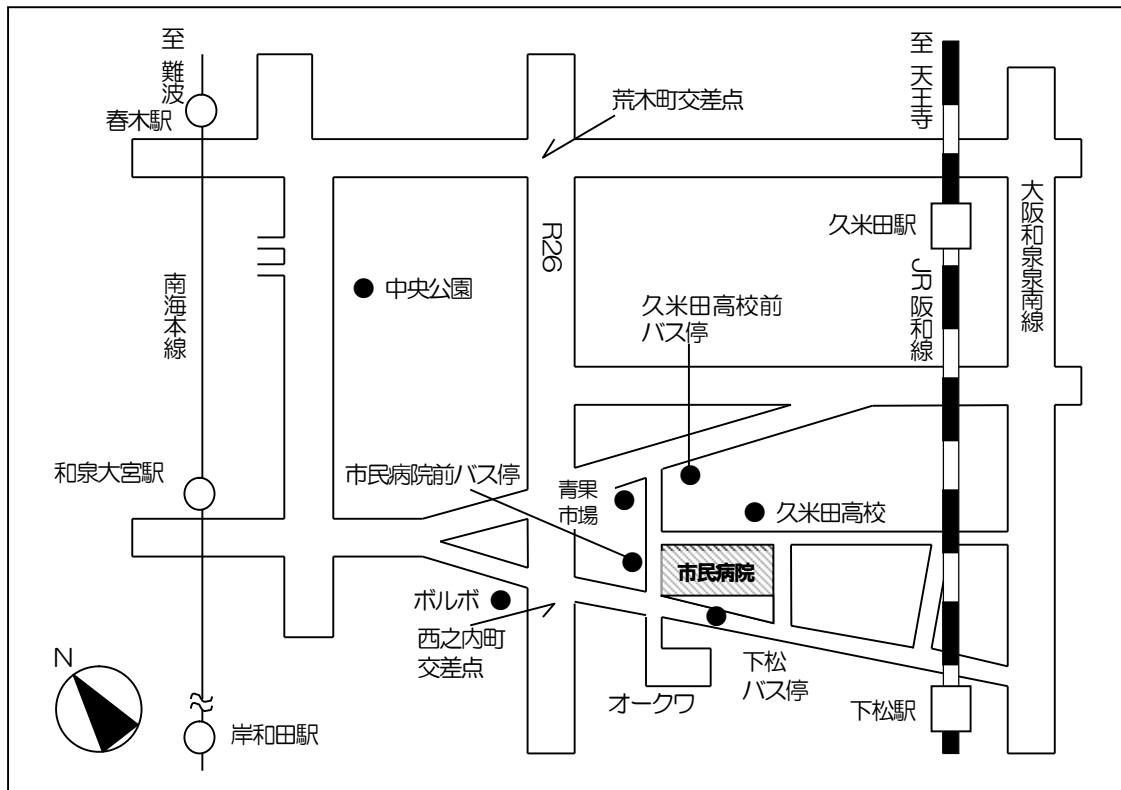 至 難波
春木駅
荒木町交差点
至 天王寺
久米田駅
大阪和泉泉南線
R26
中央公園
南海本線
久米田高校前
バス停
JR阪和線
和泉大宮駅
市民病院前バス停
青果
市場
久米田高校
市民病院
ボルボ
西之内町
交差点
下松
バス停
オークワ
下松駅
N
岸和田駅